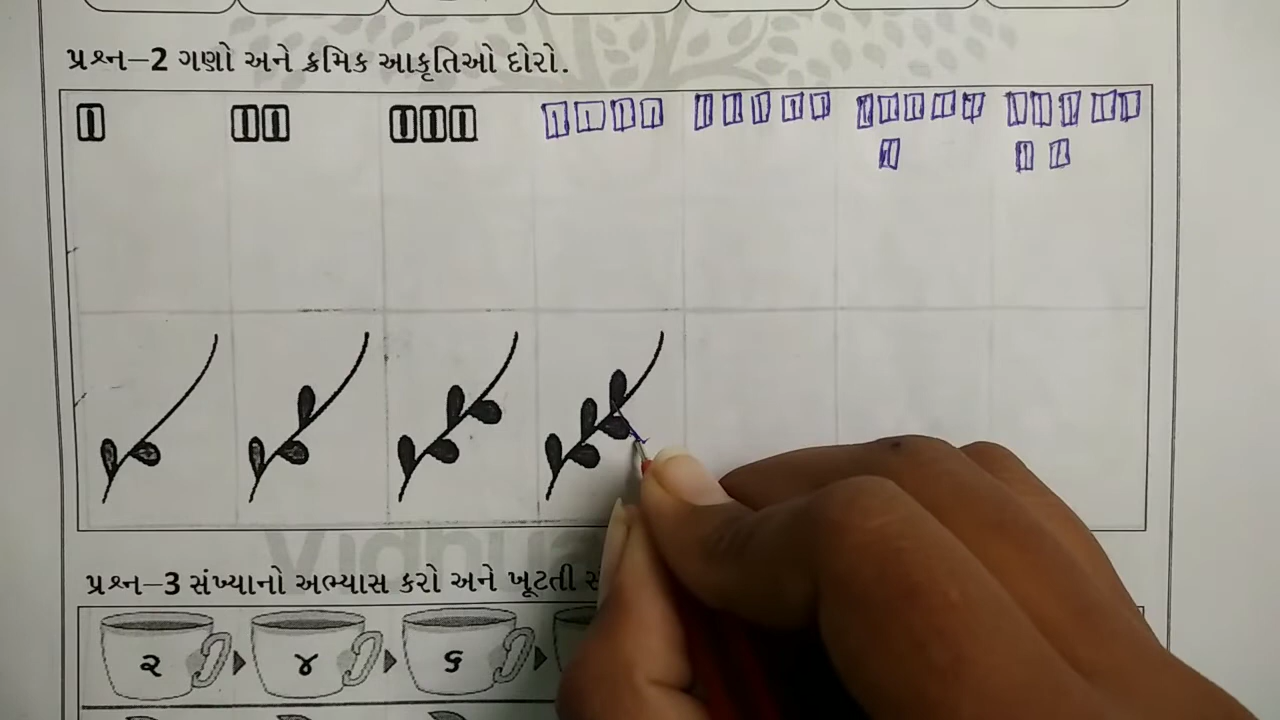 પ્રશ્ન–2 ગણો અને ક્રમિક આકૃતિઓ દોરો.
પ્રશ્ન–3 સંખ્યાનો અભ્યાસ કરો અને ખૂટતી
૨ ૪ ૬